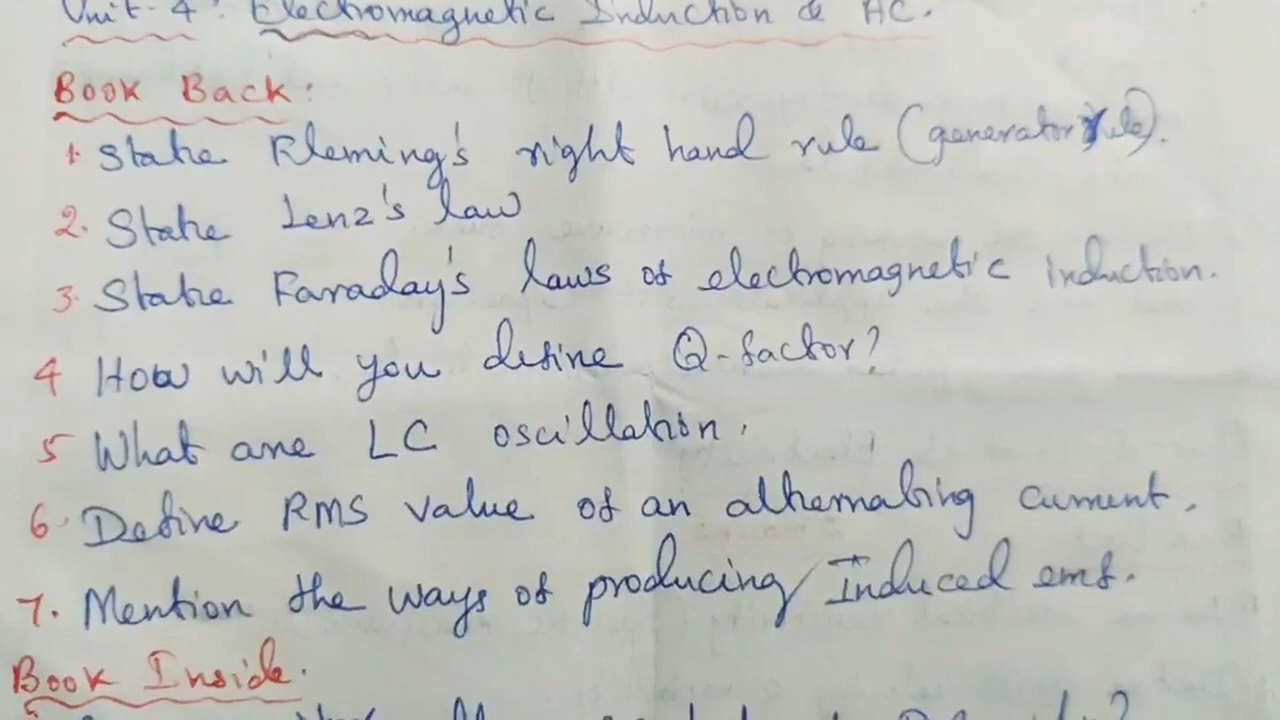 Unit - 4 : Electromagnetic Induction & AC.
Book Back :
1. State Fleming's right hand rule (generator rule).
2. State Lenz's law
3. State Faraday's laws of electromagnetic induction.
4 How will you define Q-factor?
5 What are LC oscillation.
6. Define RMS value of an alternating current.
7. Mention the ways of producing Induced emf.
Book Inside.